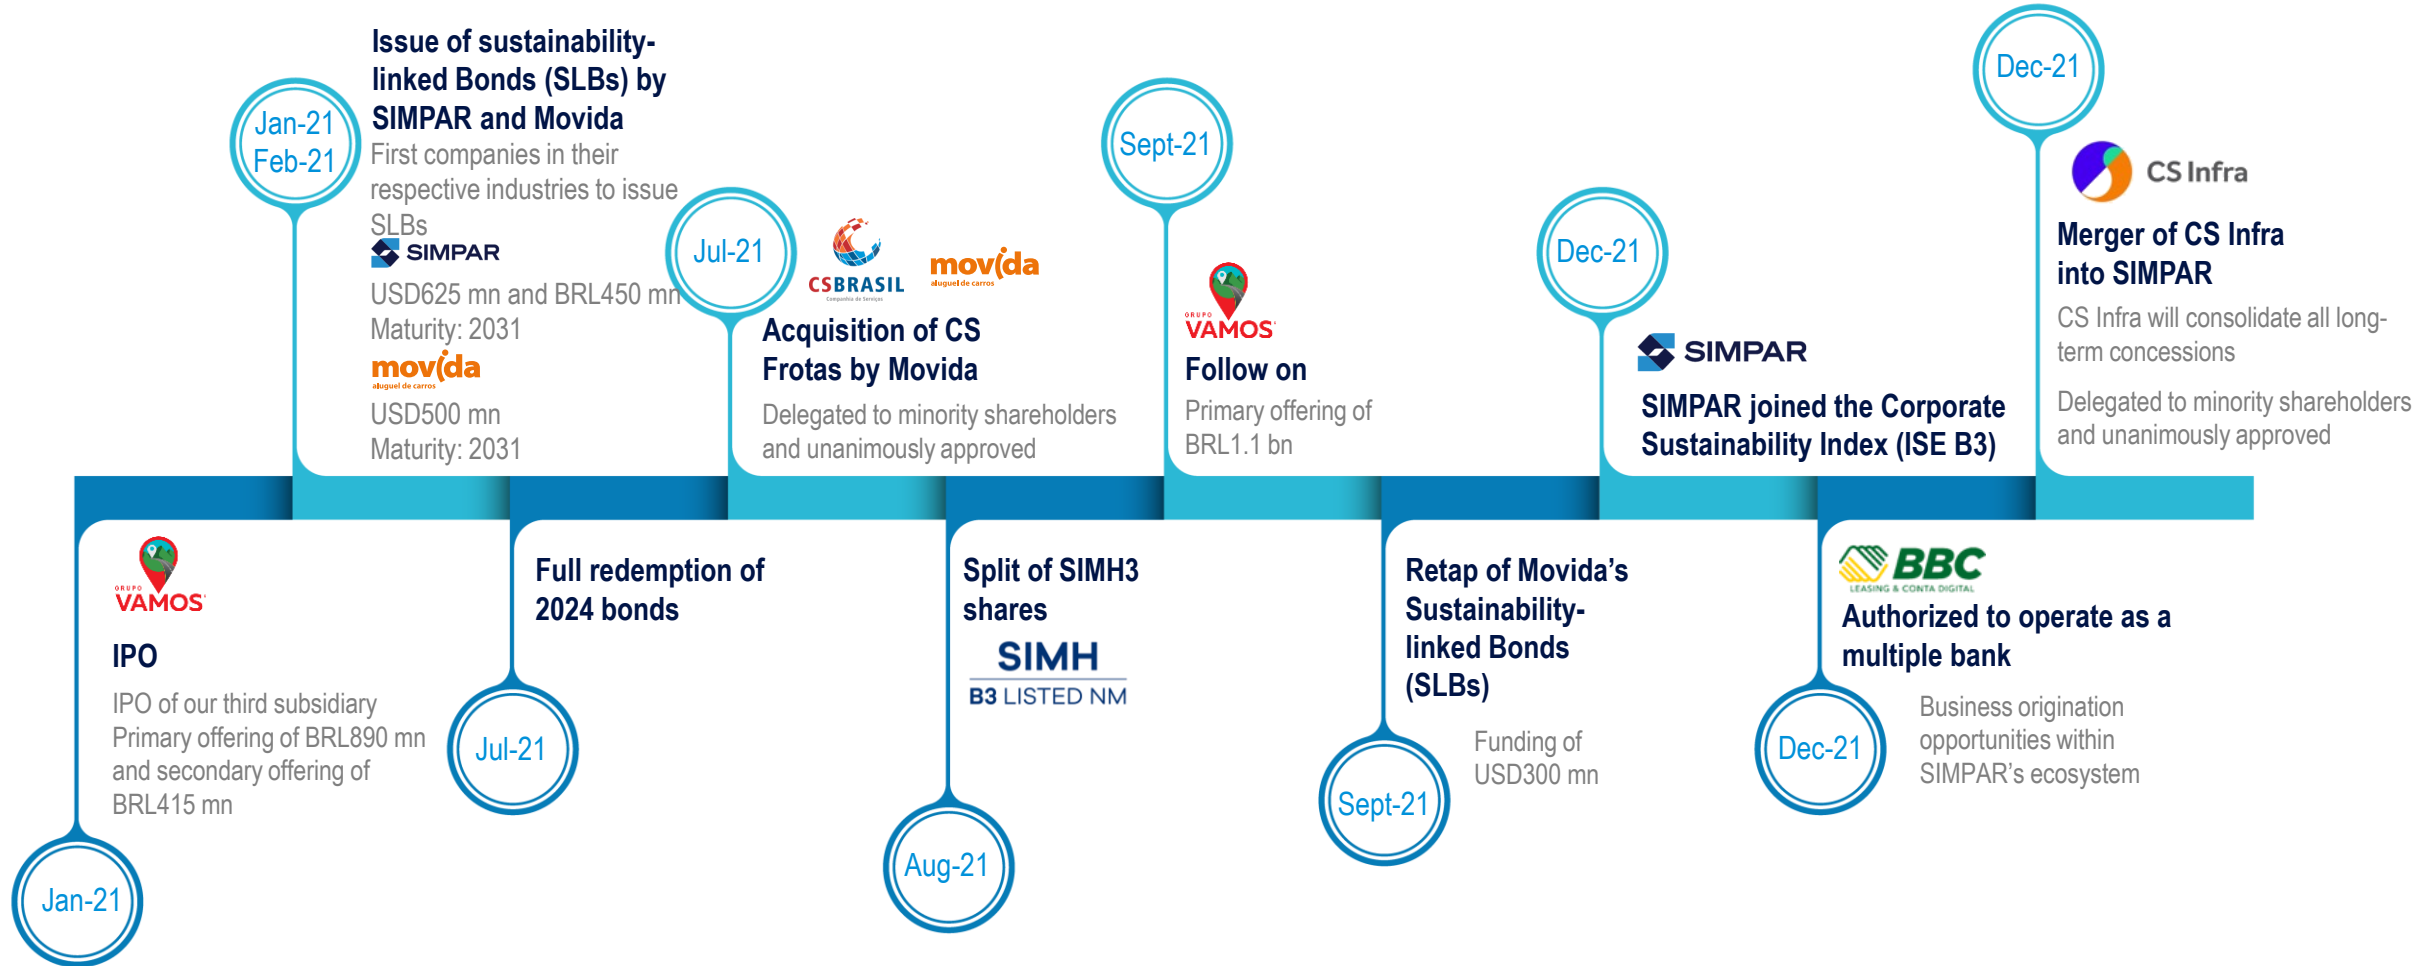 Jan-21
Feb-21
Issue of sustainability-
linked Bonds (SLBs) by
SIMPAR and Movida
First companies in their
respective industries to issue
SLBs
SIMPAR
USD625 mn and BRL450 mn
Maturity: 2031
movida
aluguel de carros
USD500 mn
Maturity: 2031
Jul-21
CSBRASIL
Companhia de Serviços
movida
aluguel de carros
Acquisition of CS
Frotas by Movida
Delegated to minority shareholders
and unanimously approved
Sept-21
GRUPO
VAMOS
Follow on
Primary offering of
BRL1.1 bn
Dec-21
SIMPAR
SIMPAR joined the Corporate
Sustainability Index (ISE B3)
Dec-21
CS Infra
Merger of CS Infra
into SIMPAR
CS Infra will consolidate all long-
term concessions
Delegated to minority shareholders
and unanimously approved
GRUPO
VAMOS
IPO
IPO of our third subsidiary
Primary offering of BRL890 mn
and secondary offering of
BRL415 mn
Jan-21
Full redemption of
2024 bonds
Jul-21
Split of SIMH3
shares
SIMH
B3 LISTED NM
Aug-21
Retap of Movida’s
Sustainability-
linked Bonds
(SLBs)
Funding of
USD300 mn
Sept-21
BBC
LEASING & CONTA DIGITAL
Authorized to operate as a
multiple bank
Business origination
opportunities within
SIMPAR’s ecosystem
Dec-21